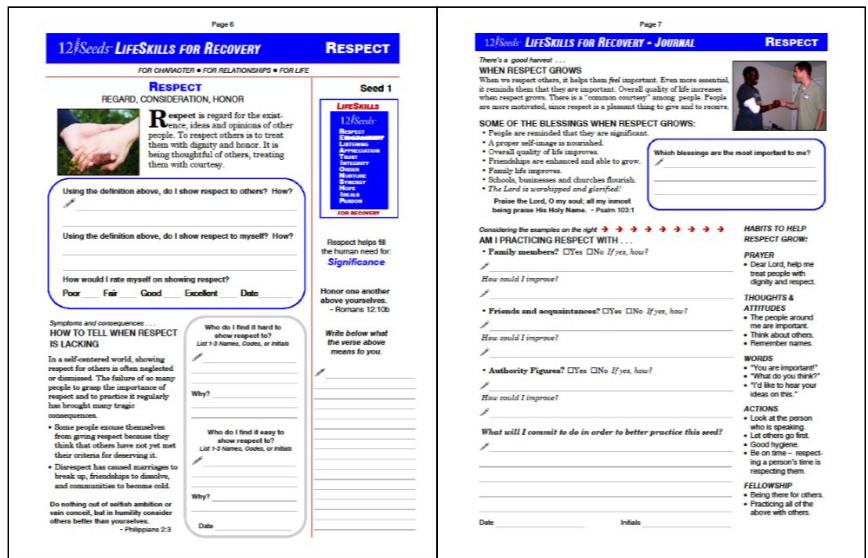 Page 6
12 Seeds LIFESKILLS FOR RECOVERY RESPECT
FOR CHARACTER ● FOR RELATIONSHIPS ● FOR LIFE
RESPECT
REGARD, CONSIDERATION, HONOR
Respect is regard for the exist-
ence, ideas and opinions of other
people. To respect others is to treat
them with dignity and honor. It is
being thoughtful of others, treating
them with courtesy.
Using the definition above, do I show respect to others? How?
Using the definition above, do I show respect to myself? How?
How would I rate myself on showing respect?
Poor Fair Good Excellent Date
Symptoms and consequences . . .
HOW TO TELL WHEN RESPECT
IS LACKING
In a self-centered world, showing
respect for others is often neglected
or dismissed. The failure of so many
people to grasp the importance of
respect and to practice it regularly
has brought many tragic
consequences.
• Some people excuse themselves
from giving respect because they
think that others have not yet met
their criteria for deserving it.
• Disrespect has caused marriages to
break up, friendships to dissolve,
and communities to become cold.
Do nothing out of selfish ambition or
vain conceit, but in humility consider
others better than yourselves.
- Philippians 2:3
Who do I find it hard to
show respect to?
List 1-3 Names, Codes, or Initials
Why?
Who do I find it easy to
show respect to?
List 1-3 Names, Codes, or Initials
Why?
Date
Seed 1
LIFESKILLS
12 Seeds
RESPECT
LISTENING
APPRECIATION
TRUST
INTEGRITY
ORDER
NURTURE
SYNERGY
HOPE
IDEALS
PARDON
FOR RECOVERY
Respect helps fill
the human need for:
Significance
Honor one another
above yourselves.
- Romans 12:10b
Write below what
the verse above
means to you.
Page 7
12 Seeds LIFESKILLS FOR RECOVERY - JOURNAL RESPECT
There's a good harvest . . .
WHEN RESPECT GROWS
When we respect others, it helps them feel important. Even more essential,
it reminds them that they are important. Overall quality of life increases
when respect grows. There is a "common courtesy" among people. People
are more motivated, since respect is a pleasant thing to give and to receive.
SOME OF THE BLESSINGS WHEN RESPECT GROWS:
• People are reminded that they are significant.
• A proper self-image is nourished.
• Overall quality of life improves.
• Friendships are enhanced and able to grow.
• Family life improves.
• Schools, businesses and churches flourish.
• The Lord is worshipped and glorified!
Praise the Lord, O my soul; all my inmost
being praise His Holy Name. - Psalm 103:1
Which blessings are the most important to me?
Considering the examples on the right → → → → → → → → →
AM I PRACTICING RESPECT WITH . . .
• Family members? ☐Yes ☐No If yes, how?
How could I improve?
• Friends and acquaintances? ☐Yes ☐No If yes, how?
How could I improve?
• Authority Figures? ☐Yes ☐No If yes, how?
How could I improve?
What will I commit to do in order to better practice this seed?
Date Initials
HABITS TO HELP
RESPECT GROW:
PRAYER
• Dear Lord, help me
treat people with
dignity and respect.
THOUGHTS &
ATTITUDES
• The people around
me are important.
• Think about others.
• Remember names.
WORDS
• "You are important!"
• "What do you think?"
• "I'd like to hear your
ideas on this."
ACTIONS
• Look at the person
who is speaking.
• Let others go first.
• Good hygiene.
• Be on time – respect-
ing a person's time is
respecting them.
FELLOWSHIP
• Being there for others.
• Practicing all of the
above with others.